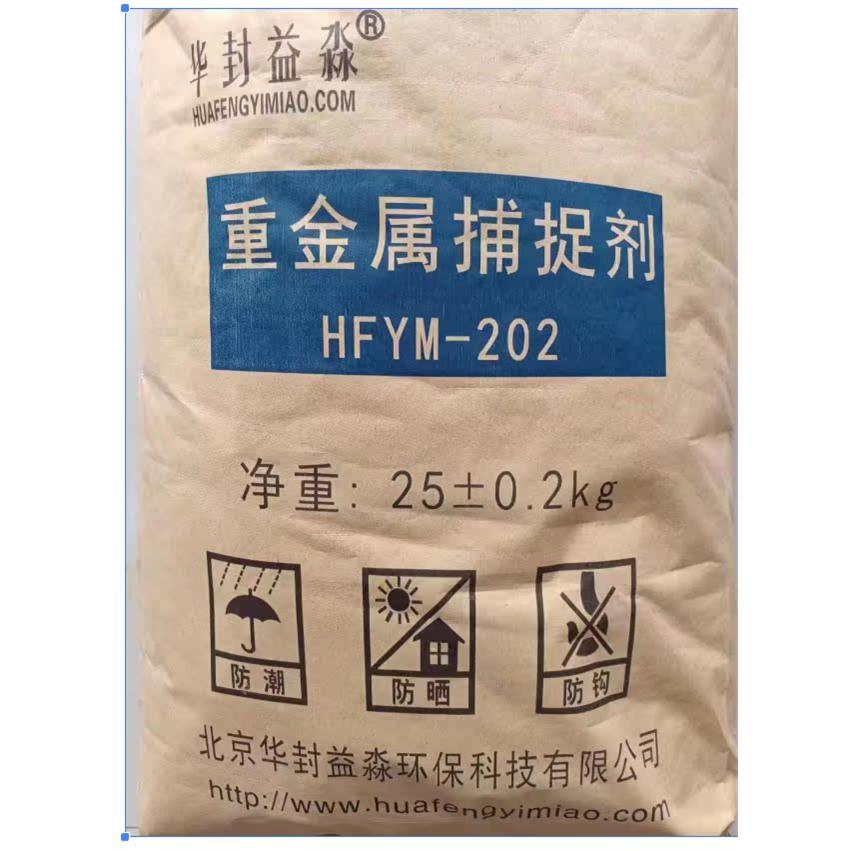 华封益淼®
HUAFENGYIMIAO.COM
重金属捕捉剂
HFYM-202
净重: 25±0.2kg
防潮
防晒
防钩
北京华封益淼环保科技有限公司
http://www.huafengyimiao.com